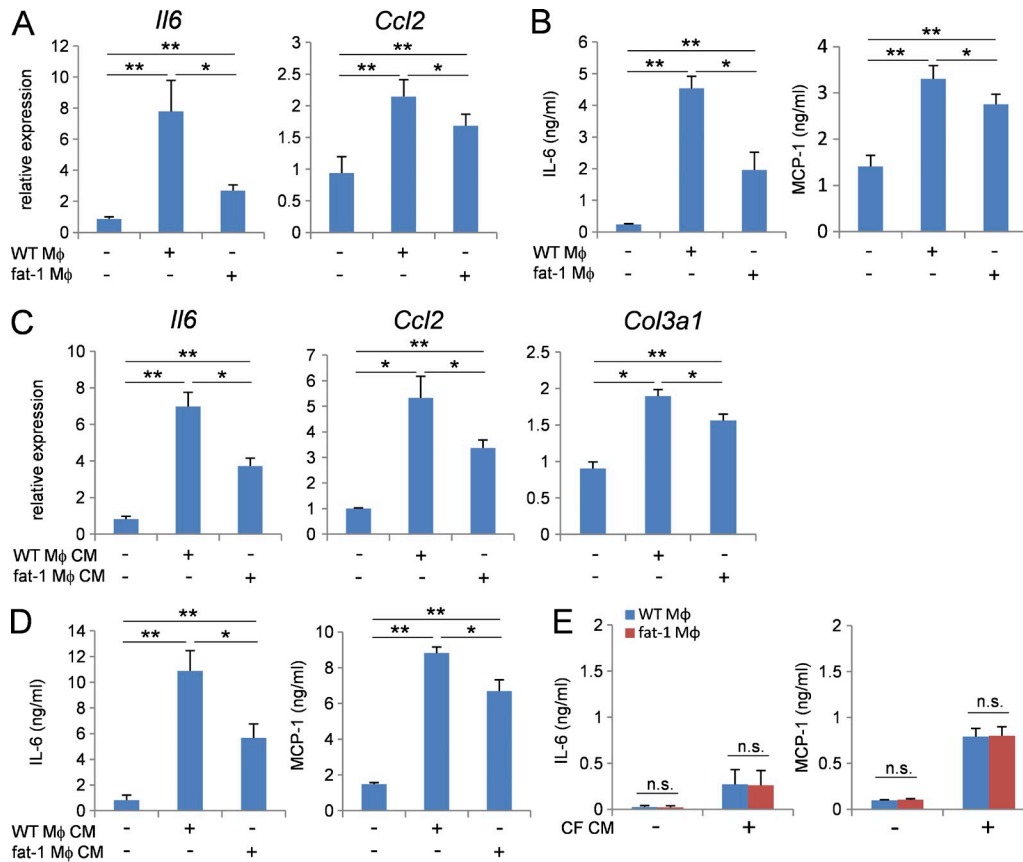 A
Il6
Ccl2
relative expression
12
10
8
6
4
2
0
** 
** *
3
2.5
2
1.5
1
0.5
0
**
** *
WT Mϕ - + - - + -
fat-1 Mϕ - - + - - +
B
IL-6 (ng/ml)
6
5
4
3
2
1
0
**
** *
MCP-1 (ng/ml)
4
3
2
1
0
**
** *
- + - - + -
- - + - - +
C
Il6
Ccl2
Col3a1
relative expression
10
8
6
4
2
0
**
** *
7
6
5
4
3
2
1
0
**
* *
2.5
2
1.5
1
0.5
0
**
* *
WT Mϕ CM - + - - + - - + -
fat-1 Mϕ CM - - + - - + - - +
D
IL-6 (ng/ml)
14
12
10
8
6
4
2
0
**
** *
MCP-1 (ng/ml)
10
8
6
4
2
0
**
** *
WT Mϕ CM - + - - + -
fat-1 Mϕ CM - - + - - +
E
WT Mϕ
fat-1 Mϕ
IL-6 (ng/ml)
2
1.5
1
0.5
0
n.s.
n.s.
MCP-1 (ng/ml)
2
1.5
1
0.5
0
n.s.
n.s.
CF CM - + - +